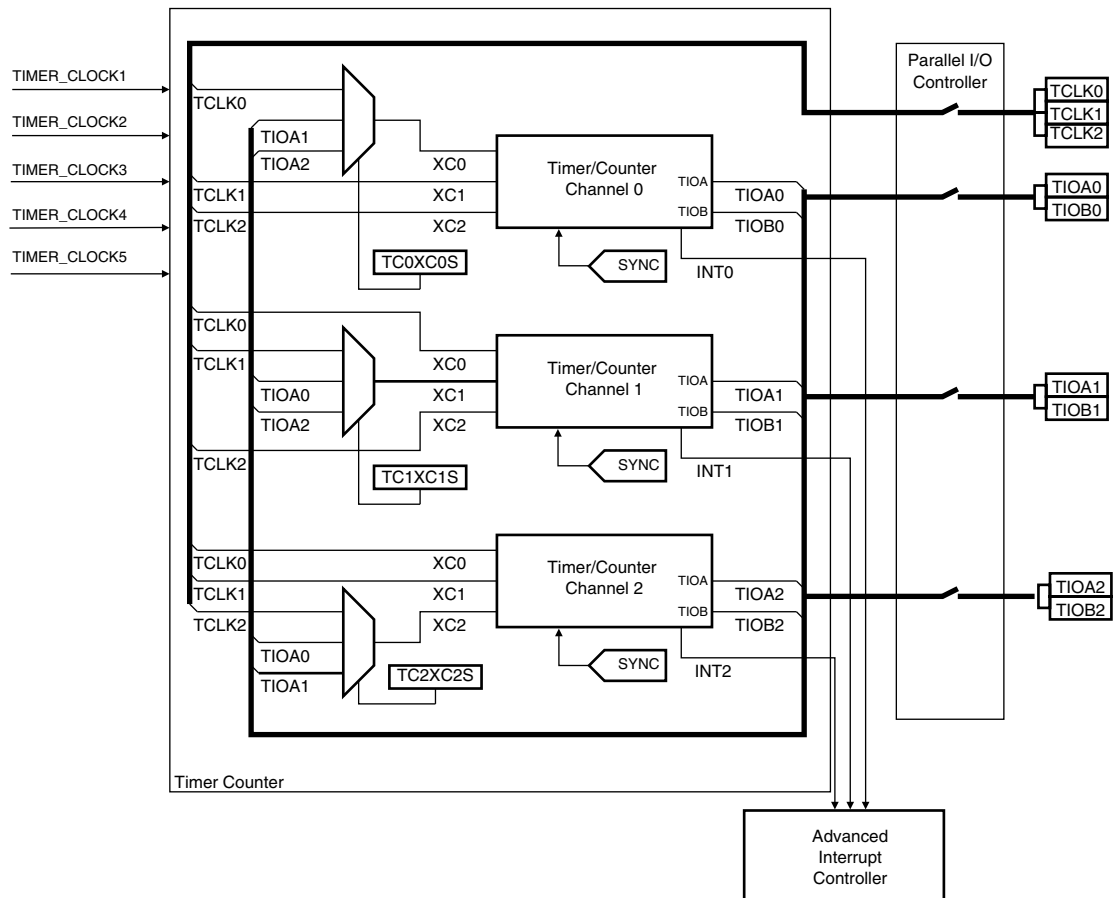 Parallel I/O
Controller
TIMER_CLOCK1
TCLK0
TCLK0
TCLK1
TCLK2
TIMER_CLOCK2
TIOA1
TIOA2
XC0
Timer/Counter
Channel 0
TIMER_CLOCK3
TIOA
TIOA0
TIOA0
TCLK1
XC1
TIMER_CLOCK4
TIOB
TIOB0
TIOB0
TCLK2
XC2
TIMER_CLOCK5
TC0XC0S
SYNC
INT0
TCLK0
TCLK1
XC0
Timer/Counter
Channel 1
TIOA
TIOA1
TIOA1
TIOA0
XC1
TIOB
TIOB1
TIOB1
TIOA2
XC2
TCLK2
TC1XC1S
SYNC
INT1
TCLK0
XC0
Timer/Counter
Channel 2
TIOA
TIOA2
TIOA2
TCLK1
XC1
TIOB
TIOB2
TIOB2
TCLK2
XC2
TIOA0
TIOA1
TC2XC2S
SYNC
INT2
Timer Counter
Advanced
Interrupt
Controller